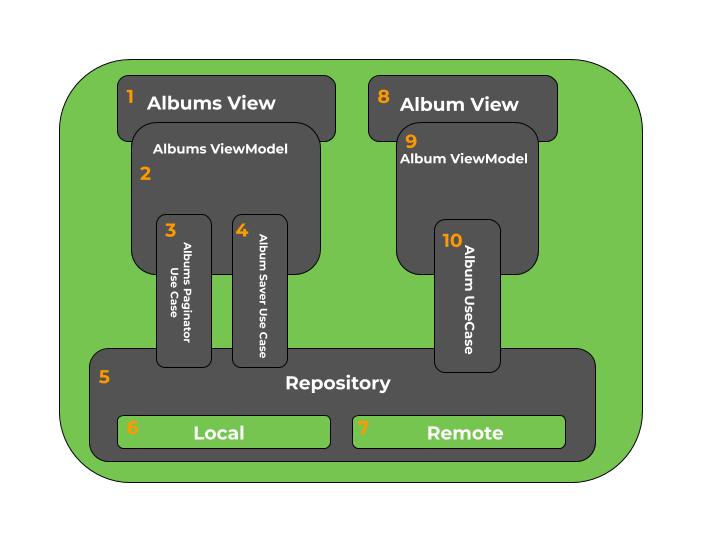 1 Albums View
2 Albums ViewModel
3 Albums Paginator
Use Case
4 Album Saver Use Case
5 Repository
6 Local
7 Remote
8 Album View
9 Album ViewModel
10 Album UseCase